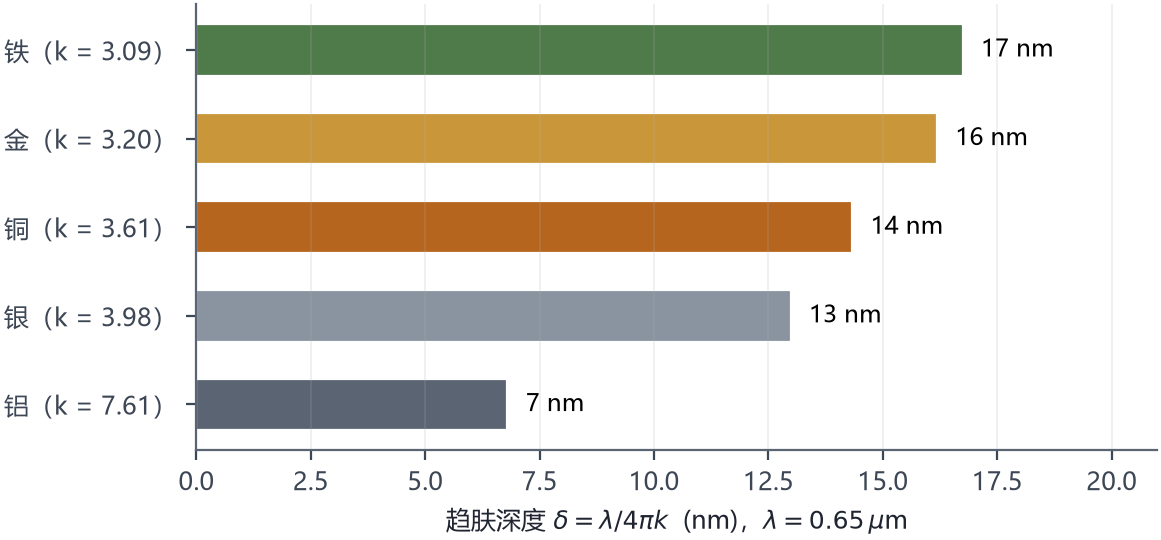 铁（k = 3.09） 17 nm
金（k = 3.20） 16 nm
铜（k = 3.61） 14 nm
银（k = 3.98） 13 nm
铝（k = 7.61） 7 nm
0.0 2.5 5.0 7.5 10.0 12.5 15.0 17.5 20.0
趋肤深度 δ = λ/4πk（nm），λ = 0.65 μm